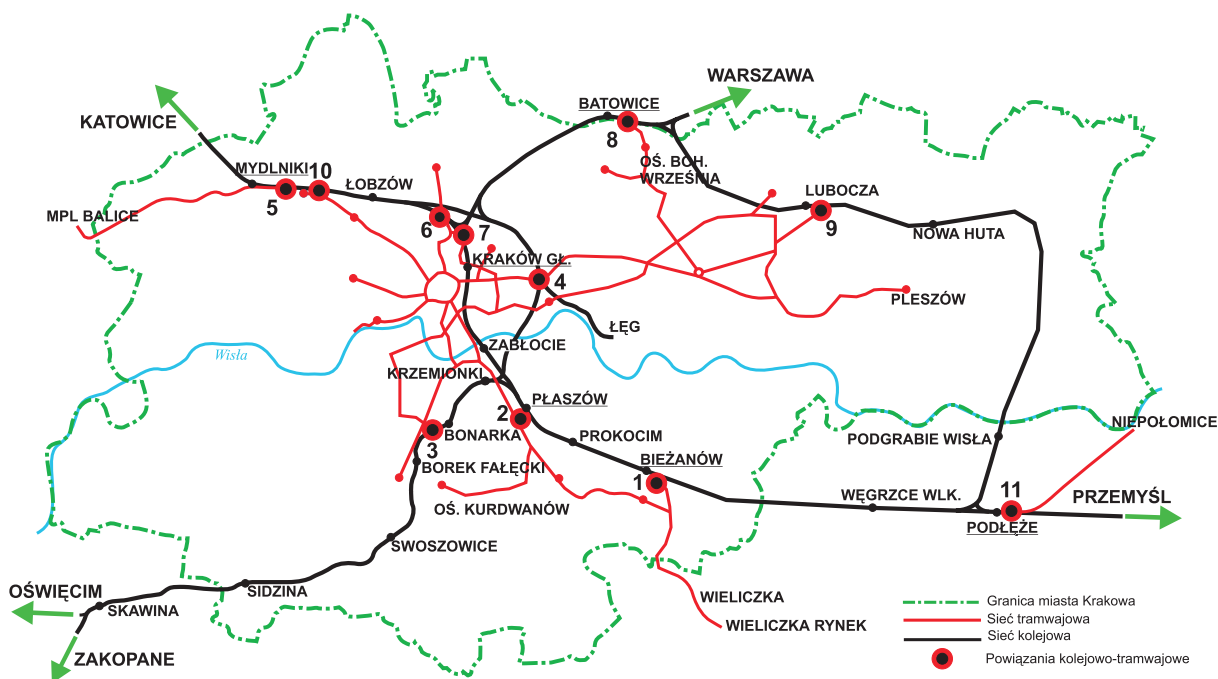 WARSZAWA
BATOWICE
KATOWICE
8
OŚ. BOH.
WRZEŚNIA
MYDLNIKI
10
ŁOBZÓW
LUBOCZA
5
MPL BALICE
6
7
9
NOWA HUTA
KRAKÓW GŁ.
4
PLESZÓW
ŁĘG
Wisła
ZABŁOCIE
KRZEMIONKI
PŁASZÓW
2
NIEPOŁOMICE
BONARKA
PROKOCIM
PODGRABIE WISŁA
3
BOREK FAŁĘCKI
BIEŻANÓW
1
WĘGRZCE WLK.
11
PRZEMYŚL
OŚ. KURDWANÓW
PODŁĘŻE
SWOSZOWICE
OŚWIĘCIM
SIDZINA
SKAWINA
WIELICZKA
WIELICZKA RYNEK
ZAKOPANE
Granica miasta Krakowa
Sieć tramwajowa
Sieć kolejowa
Powiązania kolejowo-tramwajowe